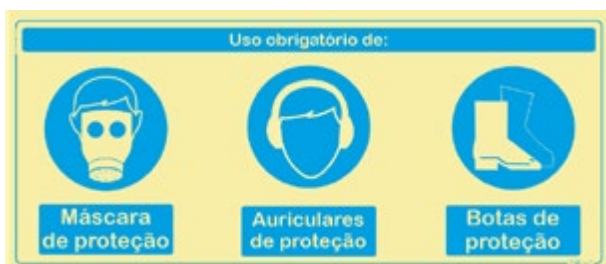 Uso obrigatório de:
Máscara
de proteção
Auriculares
de proteção
Botas de
proteção